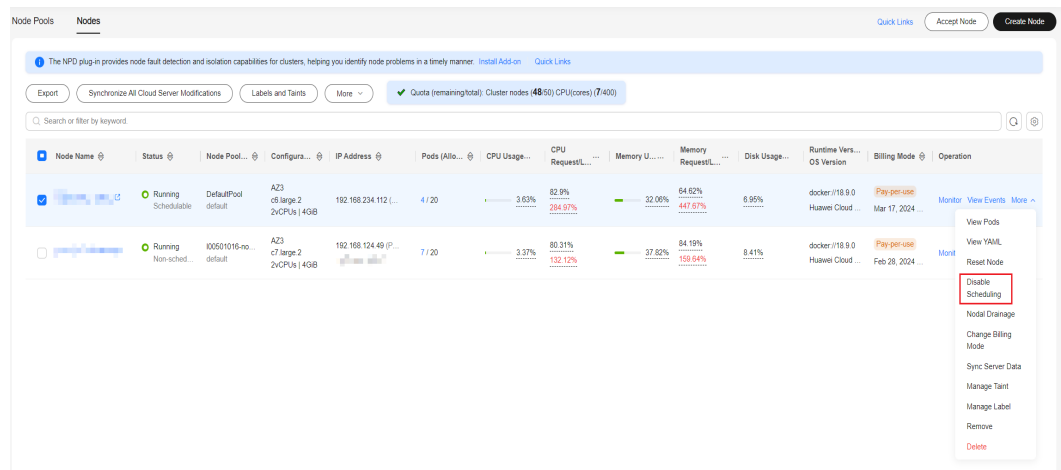 Node Pools Nodes Quick Links Accept Node Create Node
The NPD plug-in provides node fault detection and isolation capabilities for clusters, helping you identify node problems in a timely manner. Install Add-on Quick Links
Export Synchronize All Cloud Server Modifications Labels and Taints More Quota (remaining/total): Cluster nodes (48/50) CPU(cores) (7/400)
Search or filter by keyword.
Node Name Status Node Pool... Configura... IP Address Pods (Allo... CPU Usage... CPU Request/L... ... Memory U... ... Memory Request/L... ... Disk Usage... Runtime Vers... OS Version Billing Mode Operation
Running DefaultPool AZ3 c6.large.2 192.168.234.112 (... 4 / 20 3.63% 82.9% 32.06% 64.62% 6.95% docker://18.9.0 Pay-per-use Monitor View Events More
Schedulable default 2vCPUs | 4GiB 284.97% 447.67% Huawei Cloud ... Mar 17, 2024 ...
Running I00501016-no... AZ3 c7.large.2 192.168.124.49 (P... 7 / 20 3.37% 80.31% 37.82% 84.19% 8.41% docker://18.9.0 Pay-per-use
Non-sched... default 2vCPUs | 4GiB 132.12% 159.64% Huawei Cloud ... Feb 28, 2024 ...
View Pods
View YAML
Reset Node
Disable
Scheduling
Nodal Drainage
Change Billing
Mode
Sync Server Data
Manage Taint
Manage Label
Remove
Delete